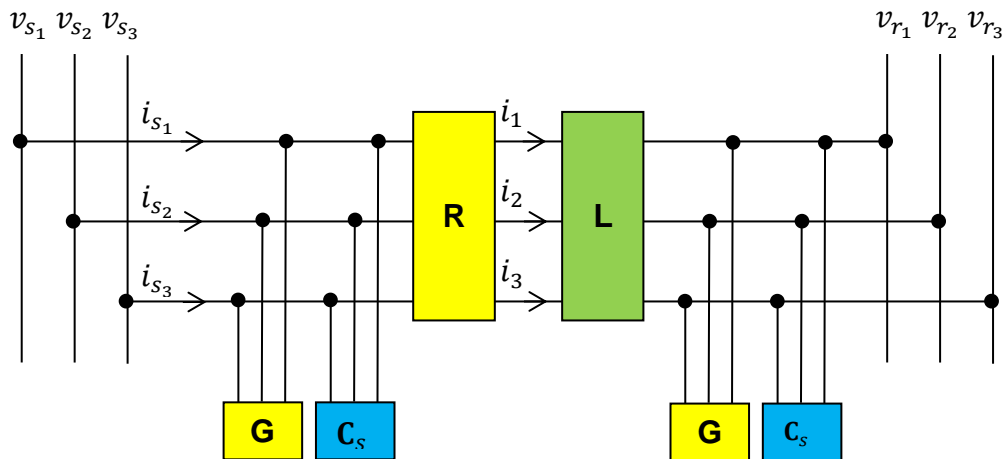 v_{s_1} v_{s_2} v_{s_3} v_{r_1} v_{r_2} v_{r_3}
i_{s_1} i_1
i_{s_2} R i_2 L
i_{s_3} i_3
G C_s G C_s